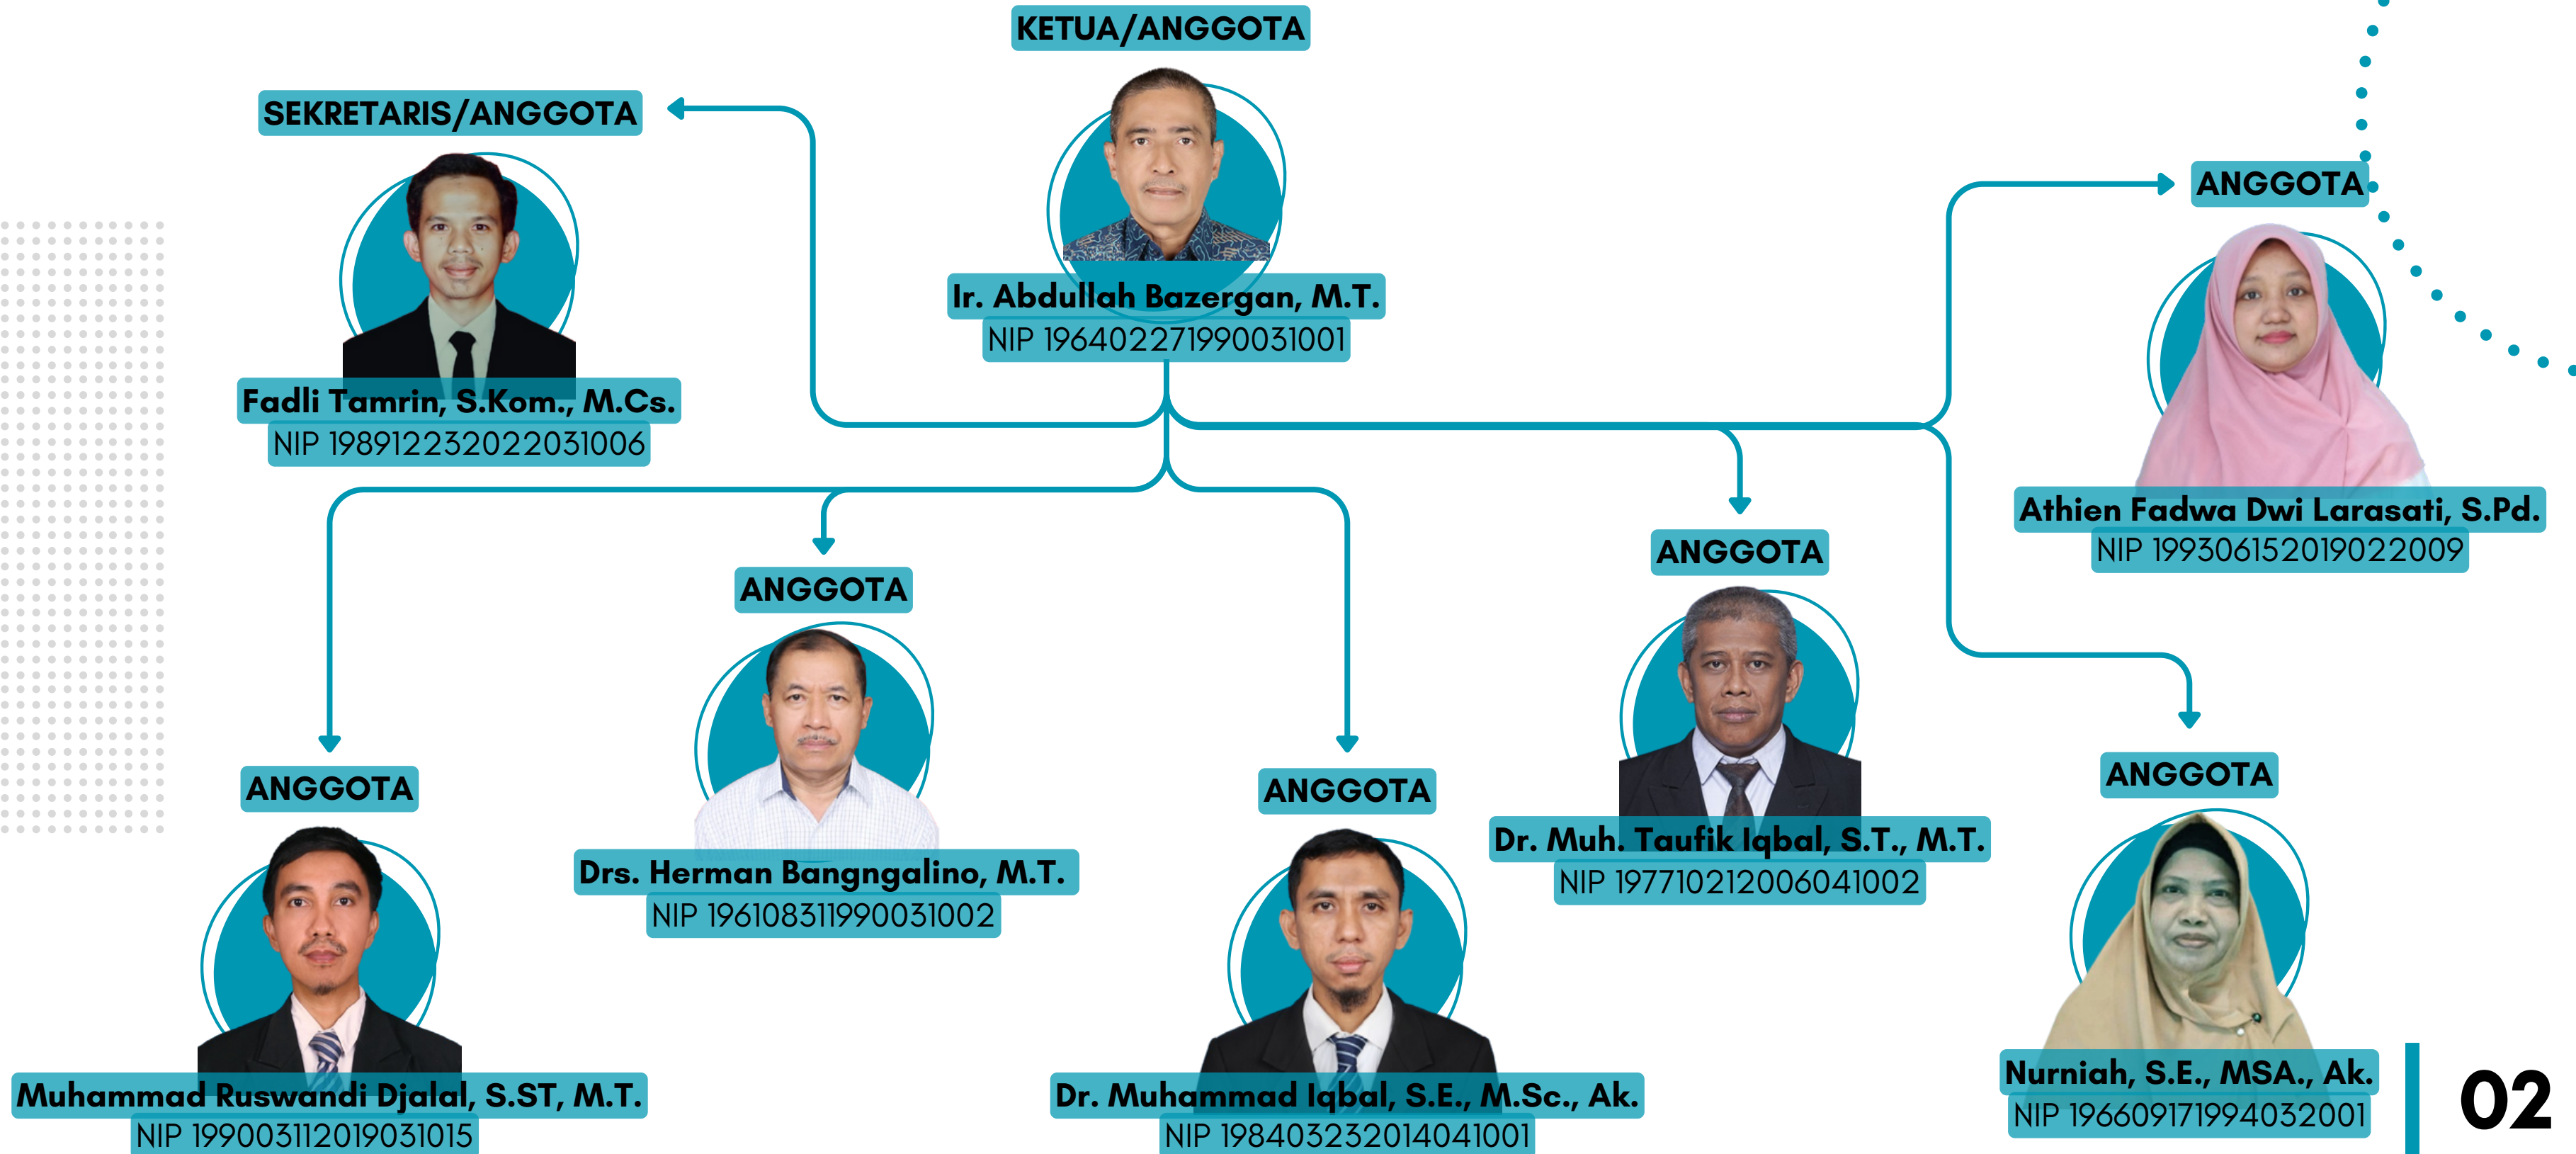 KETUA/ANGGOTA
Ir. Abdullah Bazergan, M.T.
NIP 196402271990031001
SEKRETARIS/ANGGOTA
Fadli Tamrin, S.Kom., M.Cs.
NIP 198912232022031006
ANGGOTA
Athien Fadwa Dwi Larasati, S.Pd.
NIP 199306152019022009
ANGGOTA
Muhammad Ruswandi Djalal, S.ST, M.T.
NIP 199003112019031015
ANGGOTA
Drs. Herman Bangngalino, M.T.
NIP 196108311990031002
ANGGOTA
Dr. Muhammad Iqbal, S.E., M.Sc., Ak.
NIP 198403232014041001
ANGGOTA
Dr. Muh. Taufik Iqbal, S.T., M.T.
NIP 197710212006041002
ANGGOTA
Nurniah, S.E., MSA., Ak.
NIP 196609171994032001
02